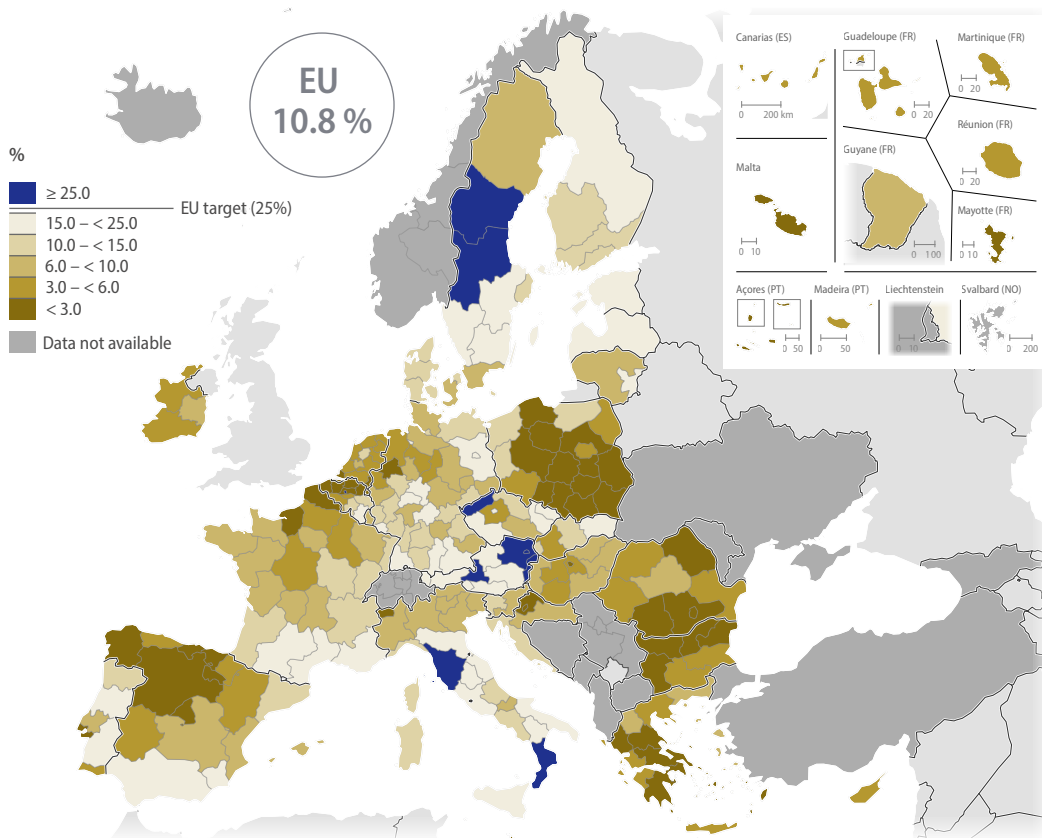 EU
10.8 %
%
≥ 25.0
EU target (25%)
15.0 – < 25.0
10.0 – < 15.0
6.0 – < 10.0
3.0 – < 6.0
< 3.0
Data not available
Canarias (ES)
0 200 km
Guadeloupe (FR)
0 20
Martinique (FR)
0 20
Réunion (FR)
0 20
Malta
0 10
Guyane (FR)
0 100
Mayotte (FR)
0 10
Açores (PT)
0 50
Madeira (PT)
0 50
Liechtenstein
0 10
Svalbard (NO)
0 200